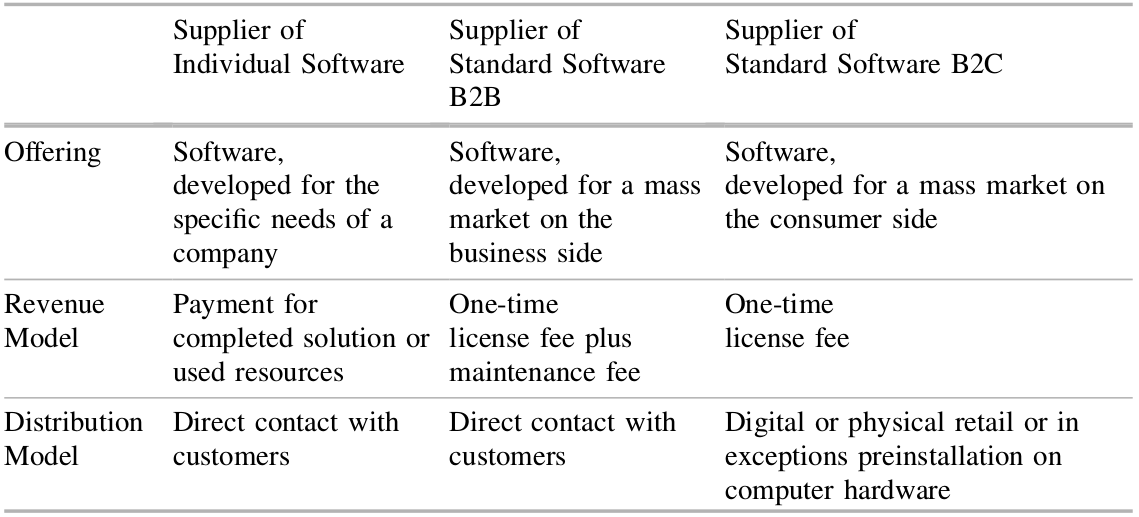 Supplier of
Individual Software
Supplier of
Standard Software
B2B
Supplier of
Standard Software B2C
Offering
Software,
developed for the
specific needs of a
company
Software,
developed for a mass
market on the
business side
Software,
developed for a mass market on
the consumer side
Revenue
Model
Payment for
completed solution or
used resources
One-time
license fee plus
maintenance fee
One-time
license fee
Distribution
Model
Direct contact with
customers
Direct contact with
customers
Digital or physical retail or in
exceptions preinstallation on
computer hardware